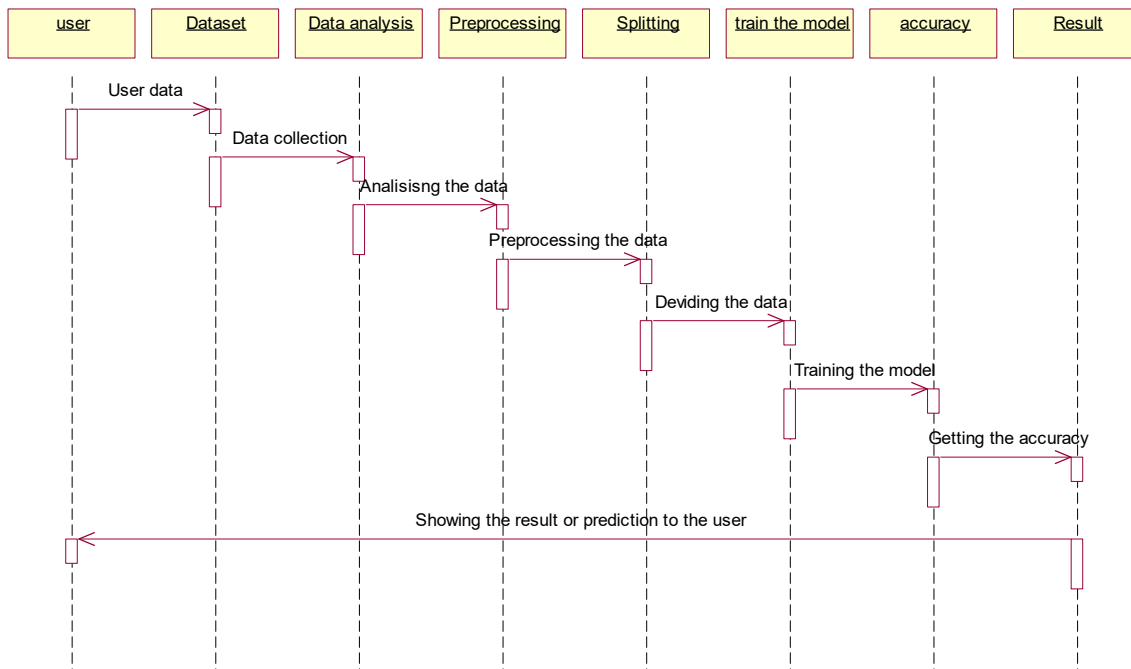 user
Dataset
Data analysis
Preprocessing
Splitting
train the model
accuracy
Result
User data
Data collection
Analisisng the data
Preprocessing the data
Deviding the data
Training the model
Getting the accuracy
Showing the result or prediction to the user